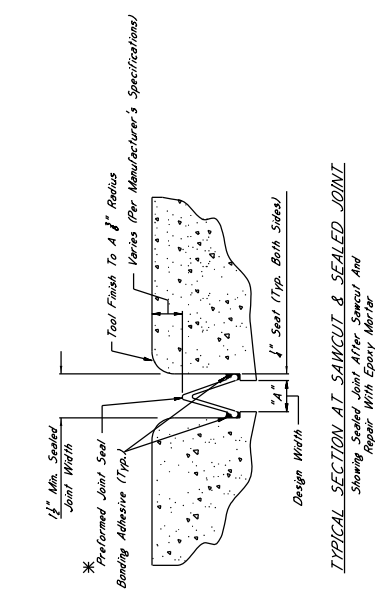 1½" Min. Sealed
Joint Width
* Preformed Joint Seal
Bonding Adhesive (Typ.)
Tool Finish To A ⅜" Radius
Varies (Per Manufacturer's Specifications)
"A"
Design Width
¼" Seat (Typ. Both Sides)
TYPICAL SECTION AT SAWCUT & SEALED JOINT
Showing Sealed Joint After Sawcut And
Repair With Epoxy Mortar